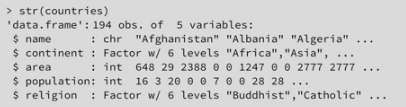 > str(countries)
'data.frame': 194 obs. of  5 variables:
 $ name      : chr  "Afghanistan" "Albania" "Algeria" ...
 $ continent : Factor w/ 6 levels "Africa","Asia", ...
 $ area      : int  648 29 2388 0 0 1247 0 0 2777 2777 ...
 $ population: int  16 3 20 0 0 7 0 0 28 28 ...
 $ religion  : Factor w/ 6 levels "Buddhist","Catholic" ...